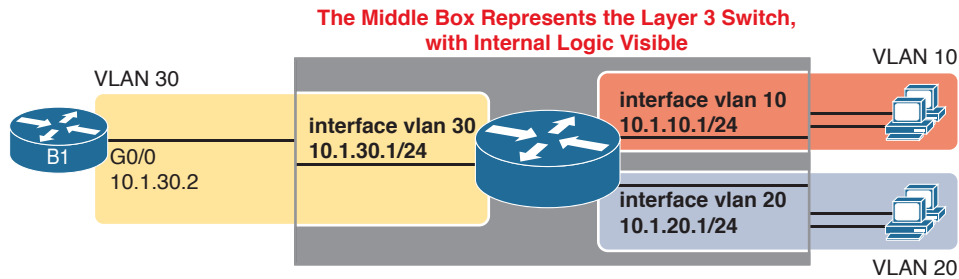 The Middle Box Represents the Layer 3 Switch,
with Internal Logic Visible
VLAN 30
VLAN 10
B1
G0/0
10.1.30.2
interface vlan 30
10.1.30.1/24
interface vlan 10
10.1.10.1/24
interface vlan 20
10.1.20.1/24
VLAN 20